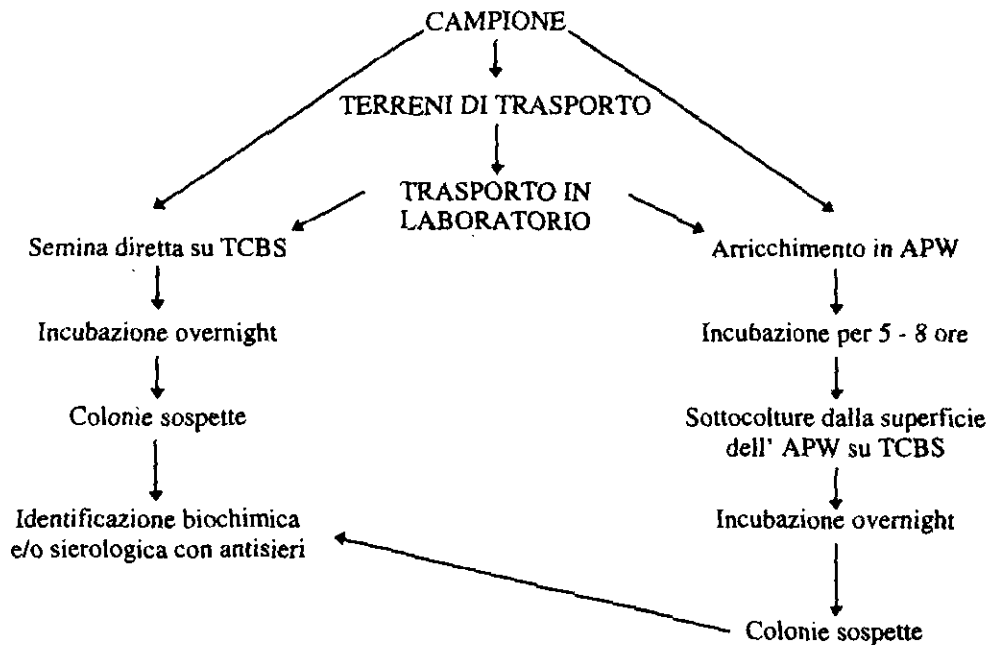 CAMPIONE
TERRENI DI TRASPORTO
TRASPORTO IN
LABORATORIO
Semina diretta su TCBS
Incubazione overnight
Colonie sospette
Identificazione biochimica
e/o sierologica con antisieri
Arricchimento in APW
Incubazione per 5 - 8 ore
Sottocolture dalla superficie
dell' APW su TCBS
Incubazione overnight
Colonie sospette